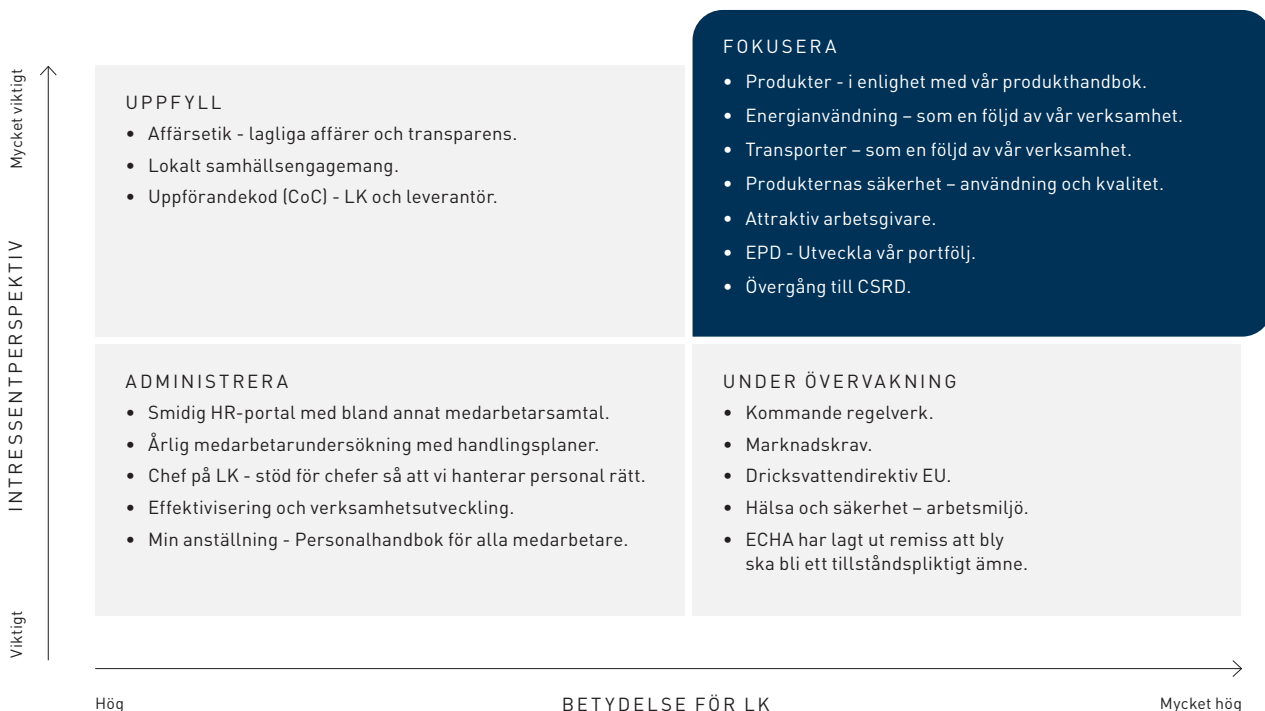 Mycket viktigt
INTRESSENTPERSPEKTIV
Viktigt
UPPFYLL
• Affärsetik - lagliga affärer och transparens.
• Lokalt samhällsengagemang.
• Uppförandekod (CoC) - LK och leverantör.
FOKUSERA
• Produkter - i enlighet med vår produkthandbok.
• Energianvändning – som en följd av vår verksamhet.
• Transporter – som en följd av vår verksamhet.
• Produkternas säkerhet – användning och kvalitet.
• Attraktiv arbetsgivare.
• EPD - Utveckla vår portfölj.
• Övergång till CSRD.
ADMINISTRERA
• Smidig HR-portal med bland annat medarbetarsamtal.
• Årlig medarbetarundersökning med handlingsplaner.
• Chef på LK - stöd för chefer så att vi hanterar personal rätt.
• Effektivisering och verksamhetsutveckling.
• Min anställning - Personalhandbok för alla medarbetare.
UNDER ÖVERVAKNING
• Kommande regelverk.
• Marknadskrav.
• Dricksvattendirektiv EU.
• Hälsa och säkerhet – arbetsmiljö.
• ECHA har lagt ut remiss att bly
ska bli ett tillståndspliktigt ämne.
Hög
BETYDELSE FÖR LK
Mycket hög